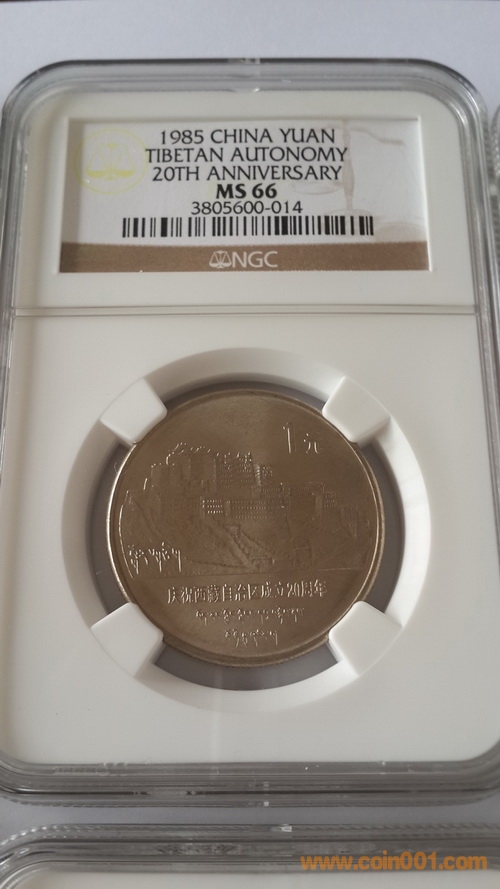 1985 CHINA YUAN
TIBETAN AUTONOMY
20TH ANNIVERSARY
MS 66
3805600-014
NGC
1元
庆祝西藏自治区成立20周年
www.coin001.com